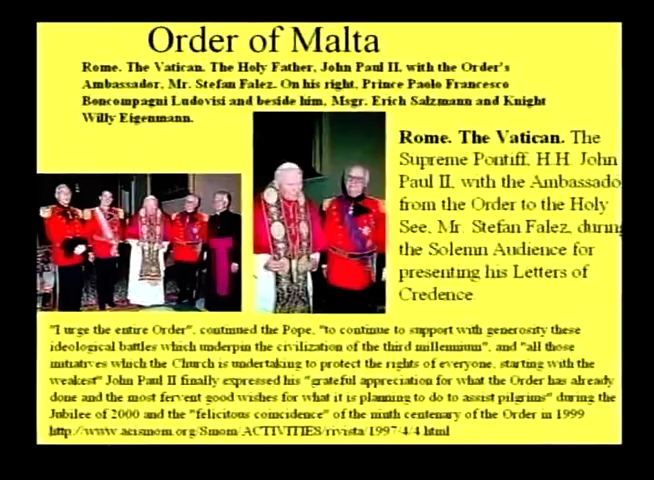 Order of Malta
Rome. The Vatican. The Holy Father, John Paul II, with the Order's
Ambassador, Mr. Stefan Falez. On his right, Prince Paolo Francesco
Boncompagni Ludovisi and beside him, Msgr. Erich Salzmann and Knight
Willy Eigenmann.
Rome. The Vatican. The
Supreme Pontiff, H.H. John
Paul II, with the Ambassado
from the Order to the Holy
See, Mr. Stefan Falez, during
the Solemn Audience for
presenting his Letters of
Credence
"I urge the entire Order", continued the Pope, "to continue to support with generosity these
ideological battles which underpin the civilization of the third millennium", and "all those
initiatives which the Church is undertaking to protect the rights of everyone, starting with the
weakest" John Paul II finally expressed his "grateful appreciation for what the Order has already
done and the most fervent good wishes for what it is planning to do to assist pilgrims" during the
Jubilee of 2000 and the "felicitous coincidence" of the ninth centenary of the Order in 1999
http://www.acismom.org/Smom/ACTIVITIES/rivista/1997/4/4.html